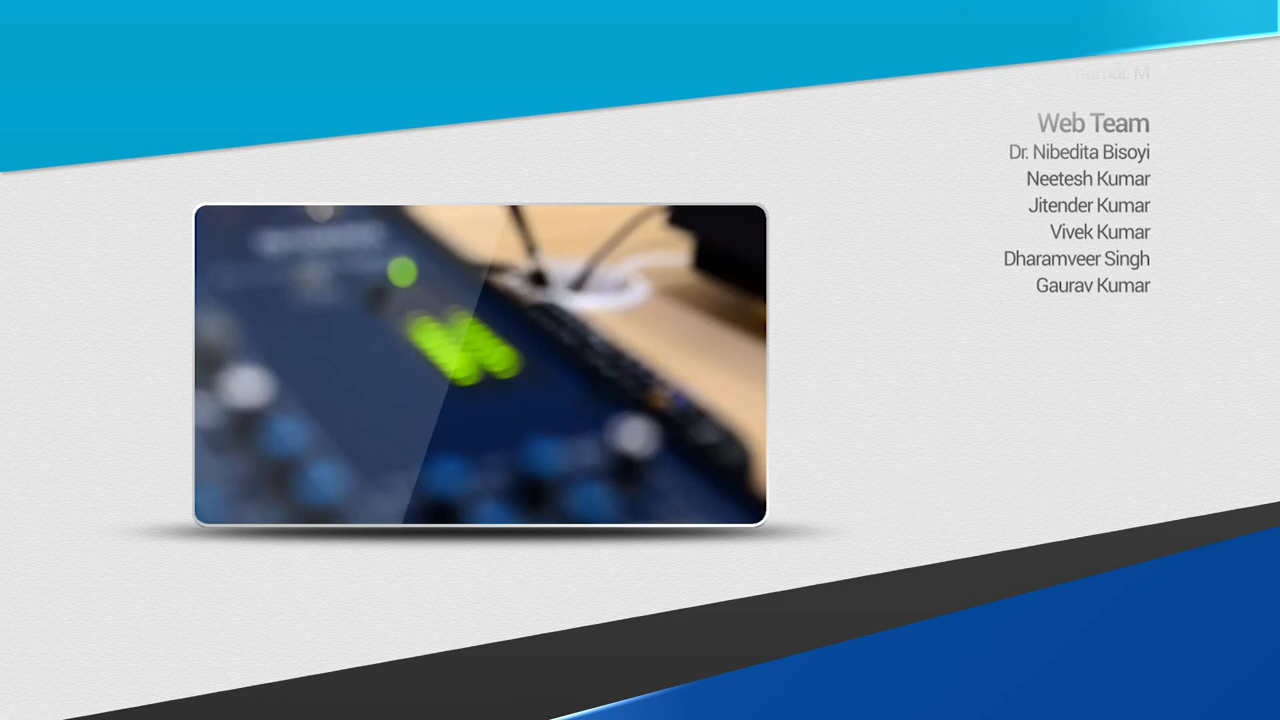 Web Team
Dr. Nibedita Bisoyi
Neetesh Kumar
Jitender Kumar
Vivek Kumar
Dharamveer Singh
Gaurav Kumar